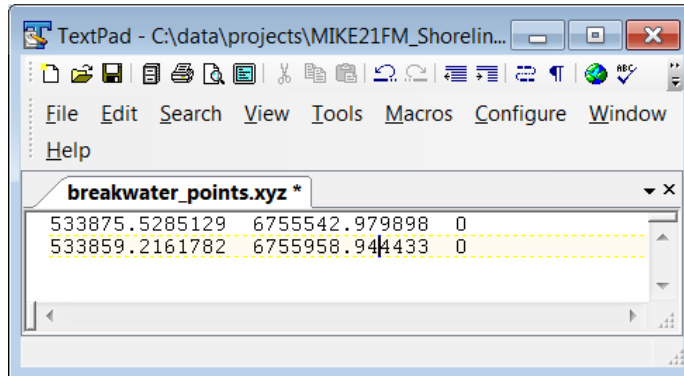 TextPad - C:\data\projects\MIKE21FM_Shorelin...
ABC
File Edit Search View Tools Macros Configure Window
Help
breakwater_points.xyz *
533875.5285129 6755542.979898 0
533859.2161782 6755958.944433 0